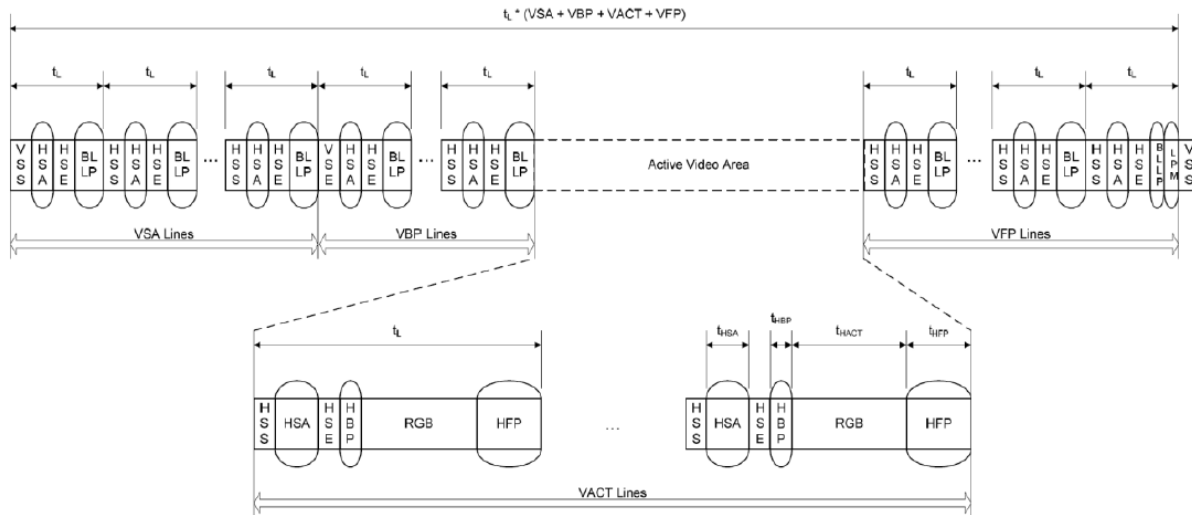 tL * (VSA + VBP + VACT + VFP)
tL tL tL tL tL tL tL tL
VSS HSA HSE BLLP HSS HSA HSE BLLP ... HSS HSA HSE BLLP VSE HSA HSE BLLP ... HSS HSA HSE BLLP Active Video Area HSS HSA HSE BLLP ... HSS HSA HSE BLLP HSS HSA HSE BLLP LPM VSS
VSA Lines VBP Lines VFP Lines
tL tHSA tHBP tHACT tHFP
HSS HSA HSE HBP RGB HFP ... HSS HSA HSE HBP RGB HFP
VACT Lines